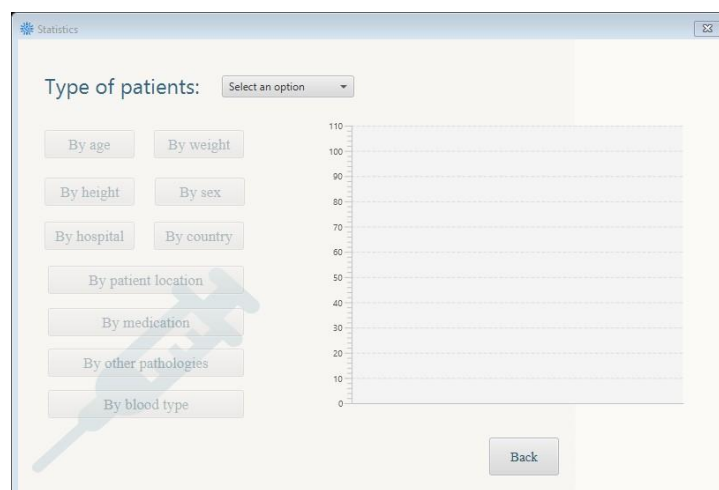 Statistics
Type of patients: Select an option
By age By weight
By height By sex
By hospital By country
By patient location
By medication
By other pathologies
By blood type
110
100
90
80
70
60
50
40
30
20
10
0
Back